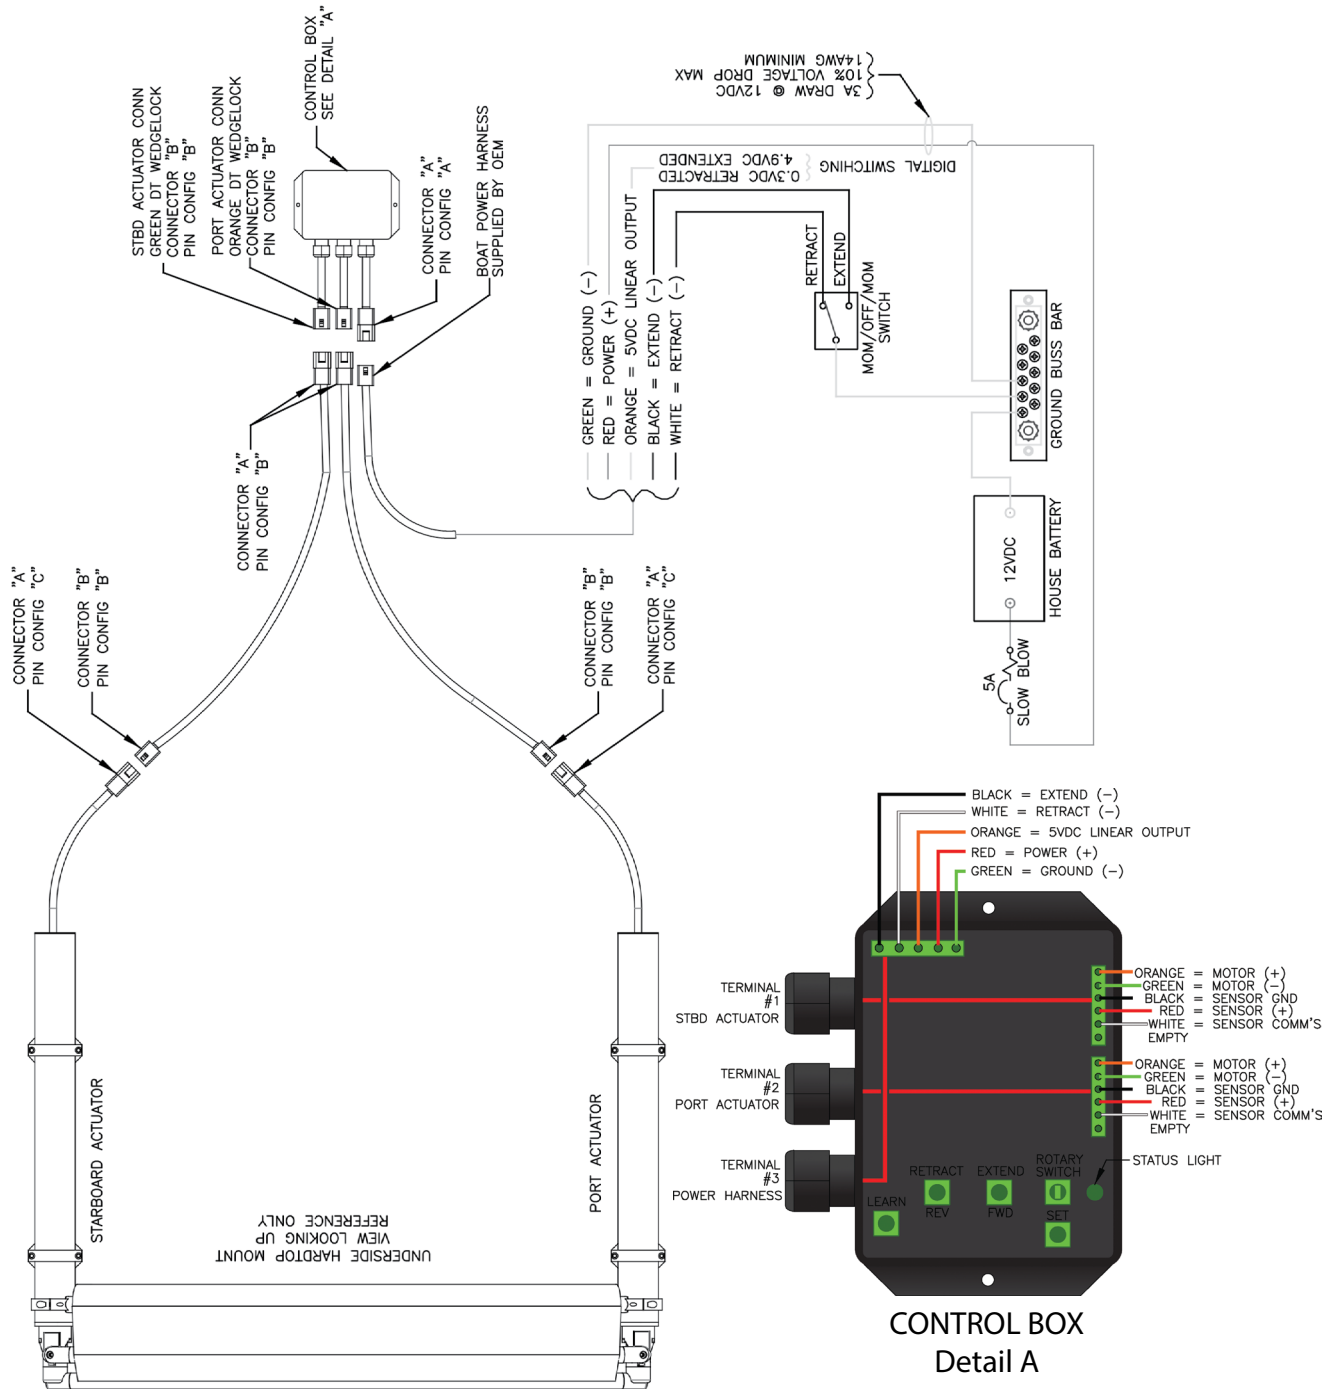 STBD ACTUATOR CONN
GREEN DT WEDGELOCK
CONNECTOR "B"
PIN CONFIG "B"
PORT ACTUATOR CONN
ORANGE DT WEDGELOCK
CONNECTOR "B"
PIN CONFIG "B"
CONTROL BOX
SEE DETAIL "A"
CONNECTOR "A"
PIN CONFIG "A"
BOAT POWER HARNESS
SUPPLIED BY OEM
3A DRAW @ 12VDC
10% VOLTAGE DROP MAX
14AWG MINIMUM
DIGITAL SWITCHING
0.3VDC RETRACTED
4.9VDC EXTENDED
GREEN = GROUND (-)
RED = POWER (+)
ORANGE = 5VDC LINEAR OUTPUT
BLACK = EXTEND (-)
WHITE = RETRACT (-)
RETRACT
EXTEND
MOM/OFF/MOM
SWITCH
GROUND BUSS BAR
12VDC
HOUSE BATTERY
5A
SLOW BLOW
CONNECTOR "A"
PIN CONFIG "B"
CONNECTOR "A"
PIN CONFIG "C"
CONNECTOR "B"
PIN CONFIG "B"
CONNECTOR "B"
PIN CONFIG "B"
CONNECTOR "A"
PIN CONFIG "C"
STARBOARD ACTUATOR
PORT ACTUATOR
UNDERSIDE HARDTOP MOUNT
VIEW LOOKING UP
REFERENCE ONLY
BLACK = EXTEND (-)
WHITE = RETRACT (-)
ORANGE = 5VDC LINEAR OUTPUT
RED = POWER (+)
GREEN = GROUND (-)
TERMINAL
#1
STBD ACTUATOR
TERMINAL
#2
PORT ACTUATOR
TERMINAL
#3
POWER HARNESS
ORANGE = MOTOR (+)
GREEN = MOTOR (-)
BLACK = SENSOR GND
RED = SENSOR (+)
WHITE = SENSOR COMM'S
EMPTY
ORANGE = MOTOR (+)
GREEN = MOTOR (-)
BLACK = SENSOR GND
RED = SENSOR (+)
WHITE = SENSOR COMM'S
EMPTY
STATUS LIGHT
LEARN
RETRACT
REV
EXTEND
FWD
ROTARY
SWITCH
SET
CONTROL BOX
Detail A